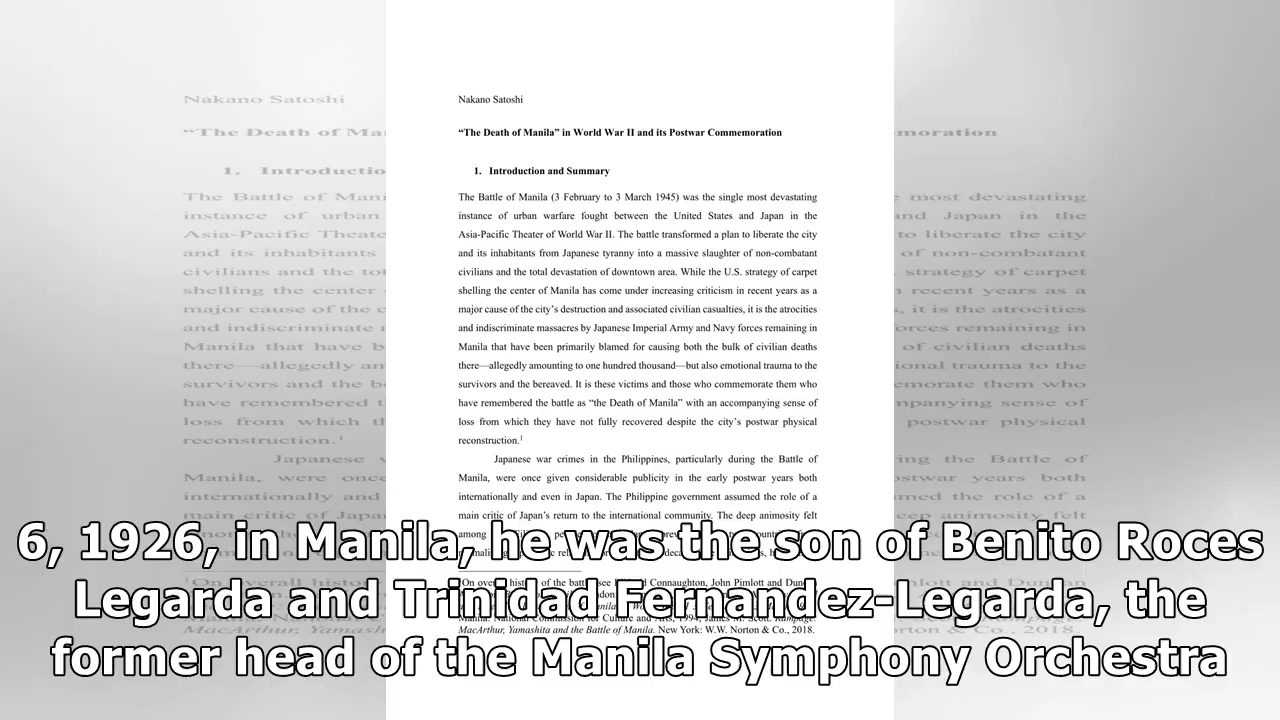 Nakano Satoshi
“The Death of Manila” in World War II and its Postwar Commemoration
1. Introduction and Summary
The Battle of Manila (3 February to 3 March 1945) was the single most devastating
instance of urban warfare fought between the United States and Japan in the
Asia-Pacific Theater of World War II. The battle transformed a plan to liberate the city
and its inhabitants from Japanese tyranny into a massive slaughter of non-combatant
civilians and the total devastation of downtown area. While the U.S. strategy of carpet
shelling the center of Manila has come under increasing criticism in recent years as a
major cause of the city’s destruction and associated civilian casualties, it is the atrocities
and indiscriminate massacres by Japanese Imperial Army and Navy forces remaining in
Manila that have been primarily blamed for causing both the bulk of civilian deaths
there—allegedly amounting to one hundred thousand—but also emotional trauma to the
survivors and the bereaved. It is these victims and those who commemorate them who
have remembered the battle as “the Death of Manila” with an accompanying sense of
loss from which they have not fully recovered despite the city’s postwar physical
reconstruction.1
Japanese war crimes in the Philippines, particularly during the Battle of
Manila, were once given considerable publicity in the early postwar years both
internationally and even in Japan. The Philippine government assumed the role of a
main critic of Japan’s return to the international community. The deep animosity felt
among
6, 1926, in Manila, he was the son of Benito Roces
Legarda and Trinidad Fernandez-Legarda, the
former head of the Manila Symphony Orchestra
MacArthur, Yamashita and the Battle of Manila. New York: W.W. Norton & Co., 2018.